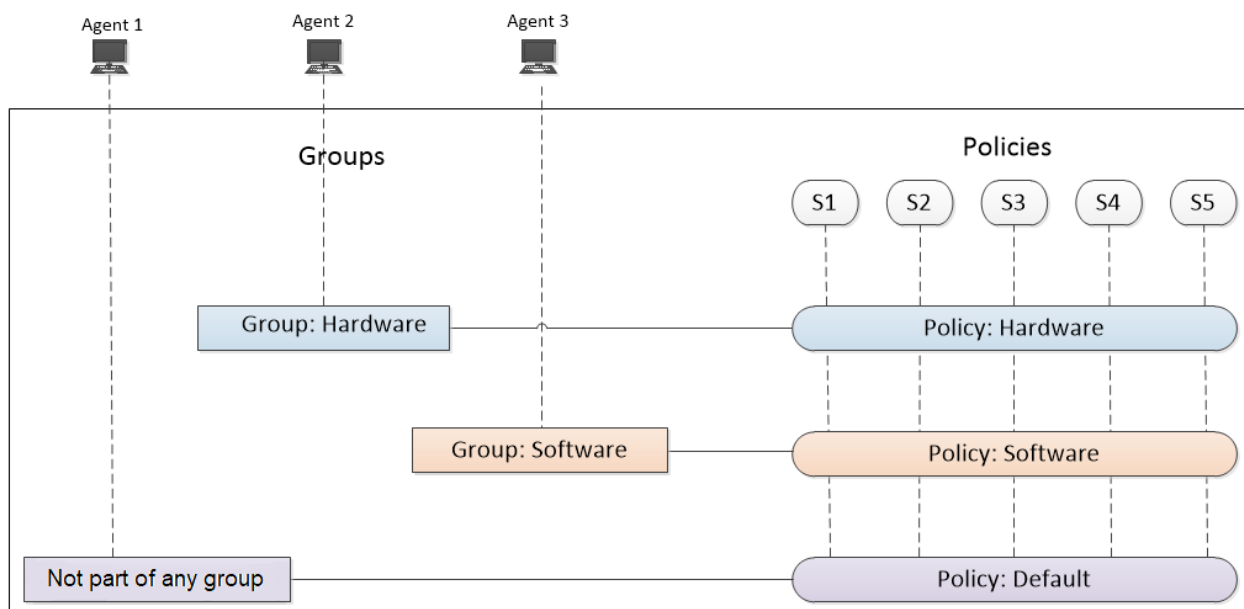 Agent 1
Agent 2
Agent 3
Groups
Policies
S1
S2
S3
S4
S5
Group: Hardware
Policy: Hardware
Group: Software
Policy: Software
Not part of any group
Policy: Default